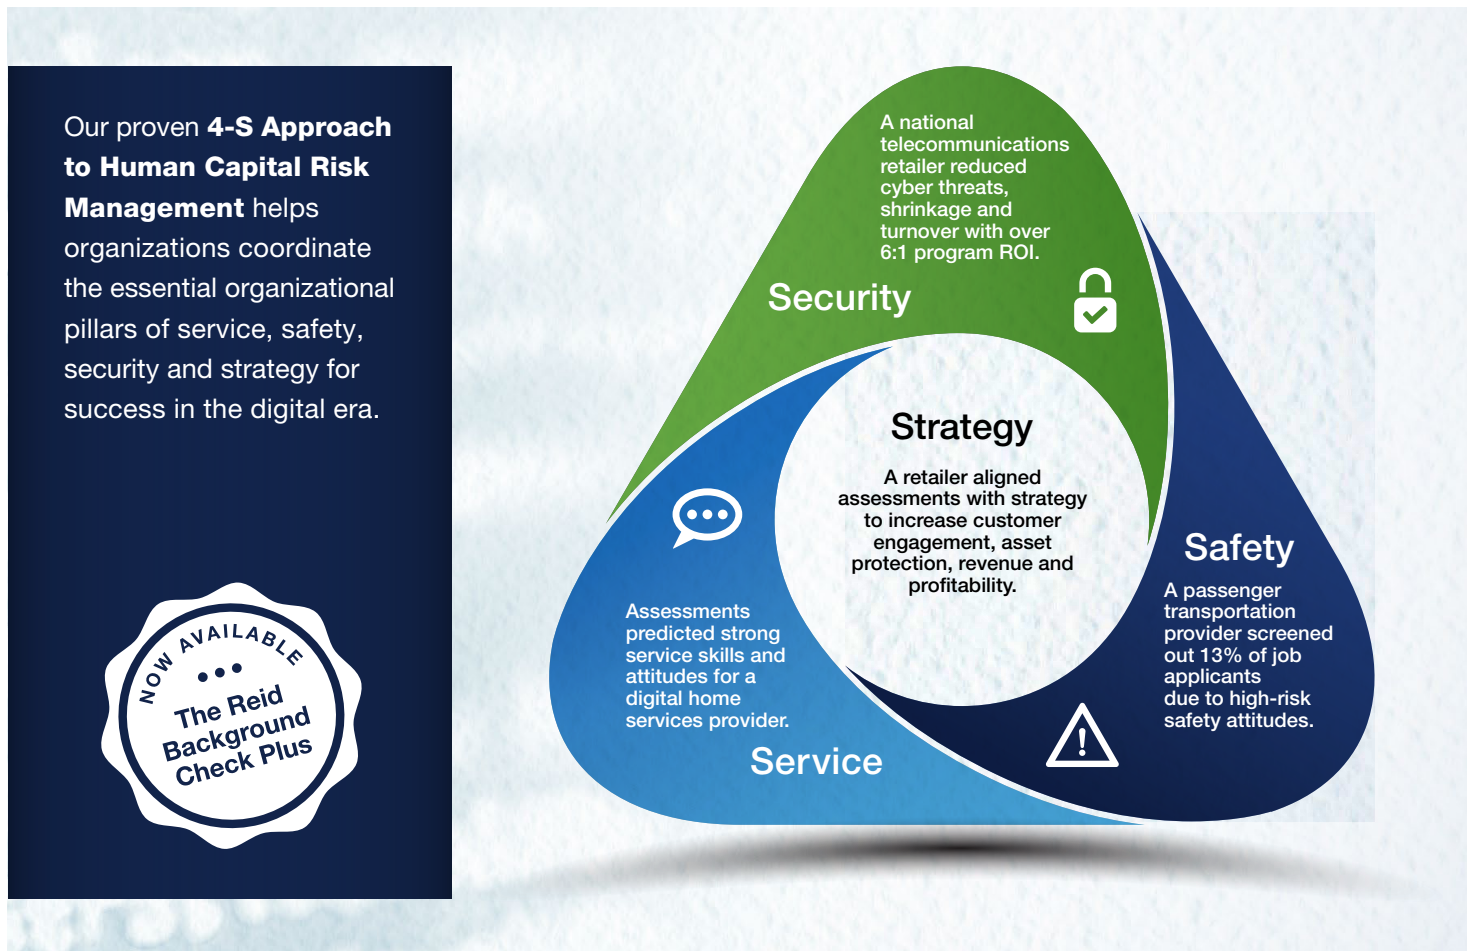 Our proven 4-S Approach
to Human Capital Risk
Management helps
organizations coordinate
the essential organizational
pillars of service, safety,
security and strategy for
success in the digital era.
NOW AVAILABLE
The Reid
Background
Check Plus
A national
telecommunications
retailer reduced
cyber threats,
shrinkage and
turnover with over
6:1 program ROI.
Security
Strategy
A retailer aligned
assessments with strategy
to increase customer
engagement, asset
protection, revenue and
profitability.
Safety
A passenger
transportation
provider screened
out 13% of job
applicants
due to high-risk
safety attitudes.
Assessments
predicted strong
service skills and
attitudes for a
digital home
services provider.
Service